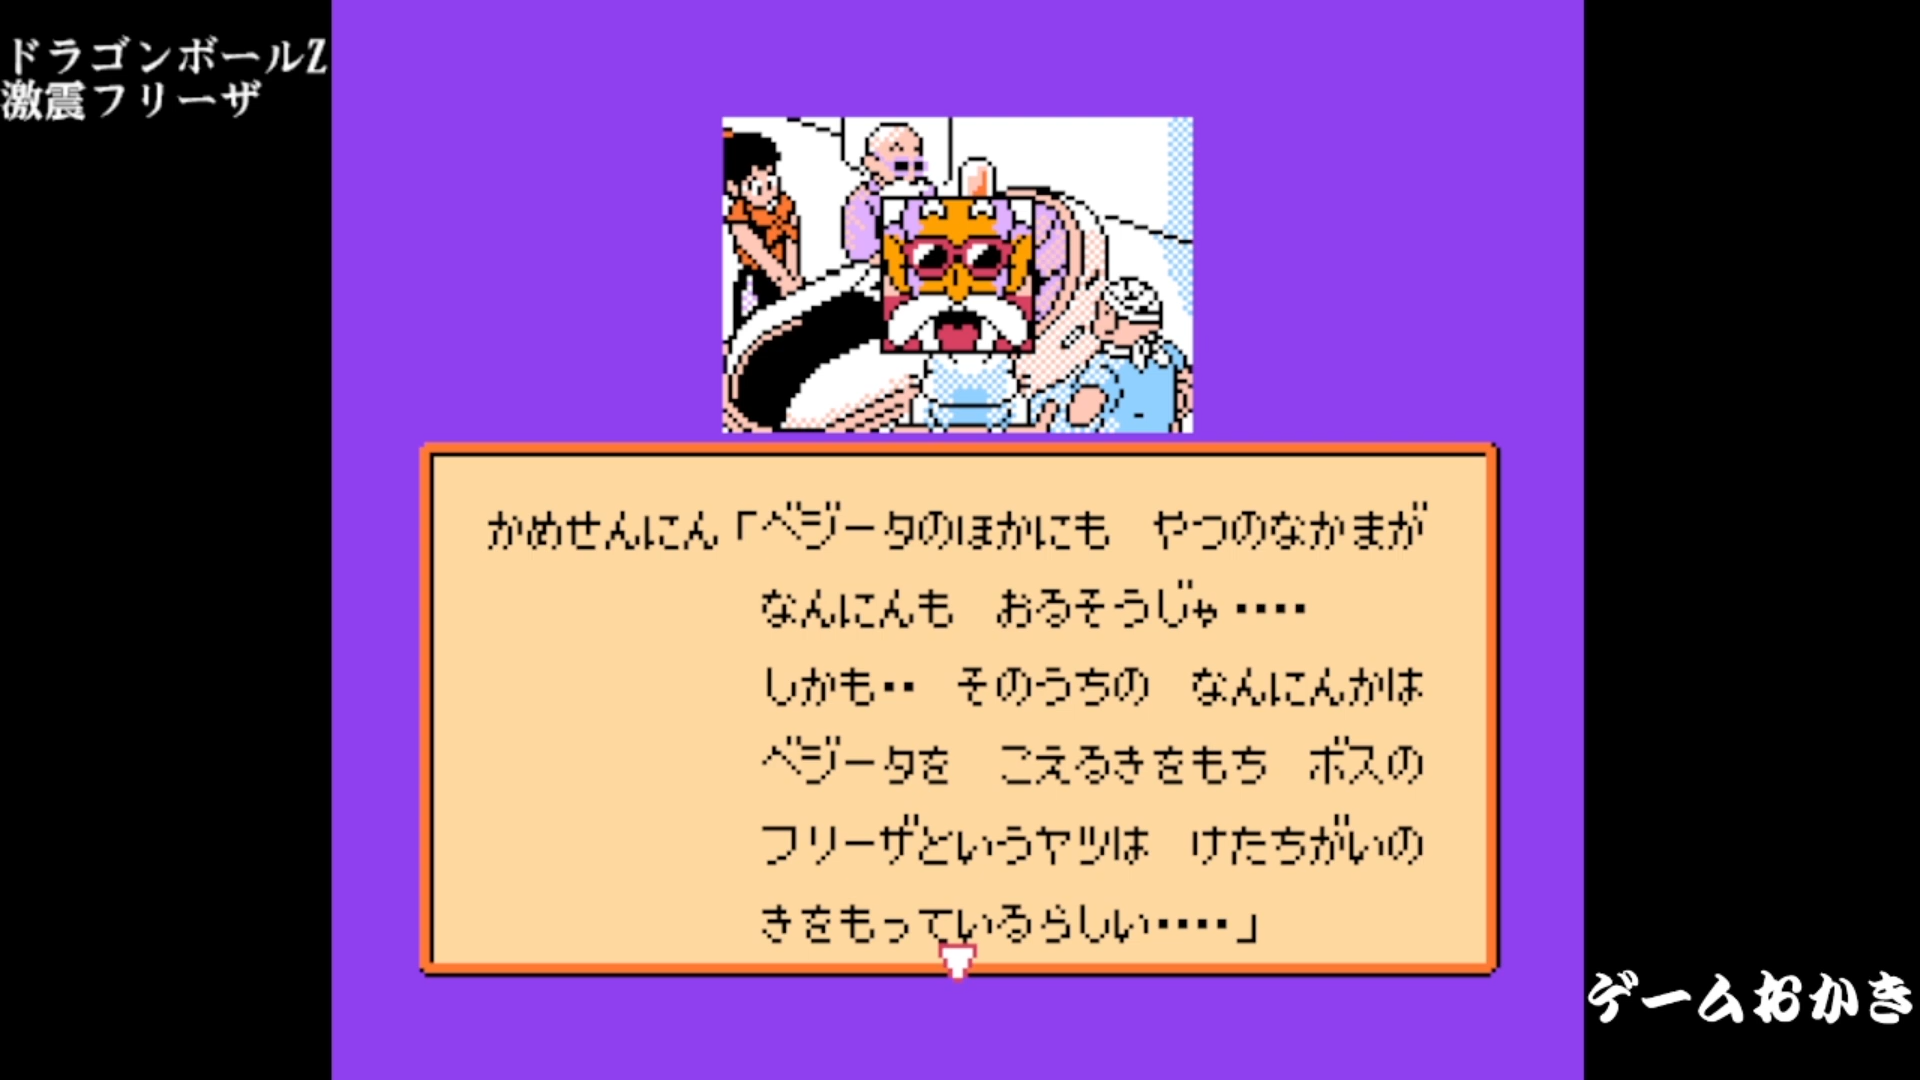 ドラゴンボールZ
激震フリーザ
かめせんにん「ベジータのほかにも　やつのなかまが
なんにんも　おるそうじゃ････
しかも･･　そのうちの　なんにんかは
ベジータを　こえるきをもち　ボスの
フリーザというヤツは　けたちがいの
きをもっているらしい････」
ゲームおかき